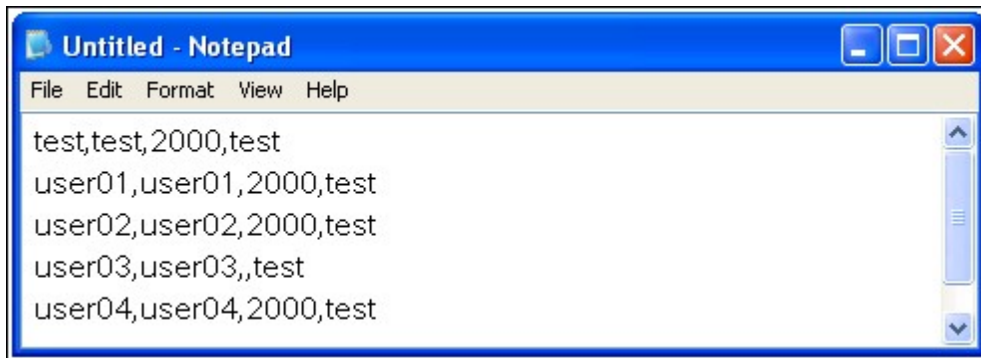 Untitled - Notepad
File Edit Format View Help
test,test,2000,test
user01,user01,2000,test
user02,user02,2000,test
user03,user03,,test
user04,user04,2000,test